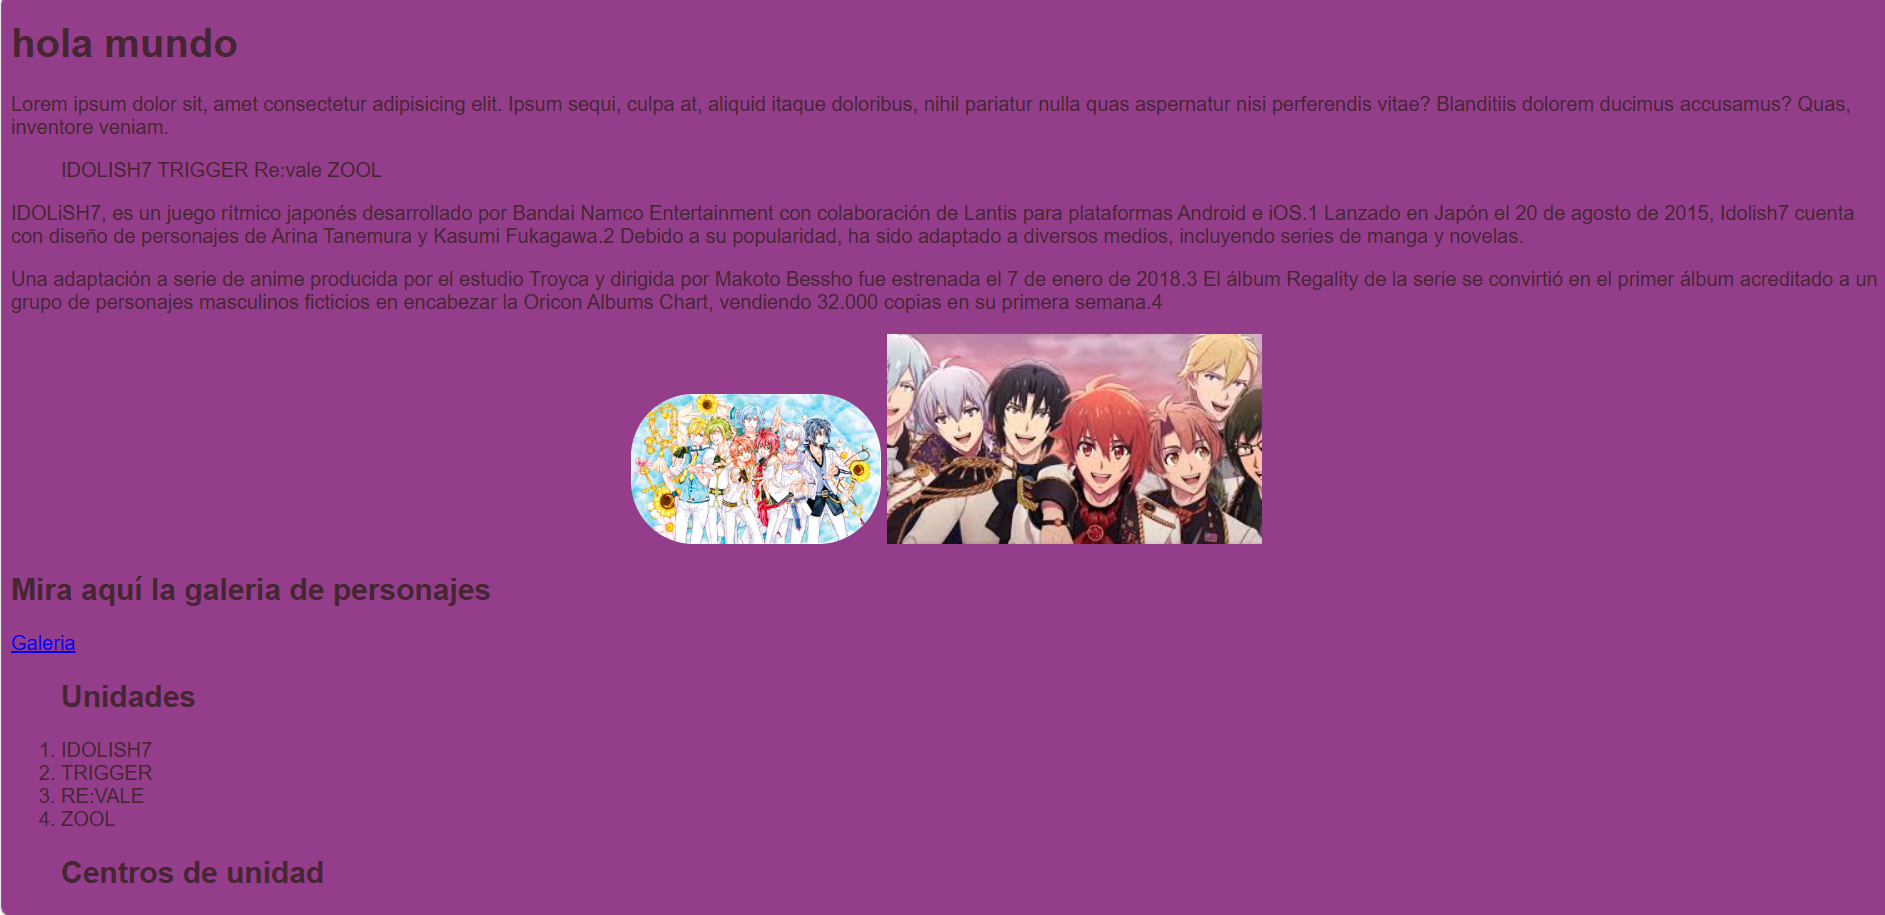 hola mundo
Lorem ipsum dolor sit, amet consectetur adipisicing elit. Ipsum sequi, culpa at, aliquid itaque doloribus, nihil pariatur nulla quas aspernatur nisi perferendis vitae? Blanditiis dolorem ducimus accusamus? Quas,
inventore veniam.
IDOLISH7 TRIGGER Re:vale ZOOL
IDOLiSH7, es un juego rítmico japonés desarrollado por Bandai Namco Entertainment con colaboración de Lantis para plataformas Android e iOS.1 Lanzado en Japón el 20 de agosto de 2015, Idolish7 cuenta
con diseño de personajes de Arina Tanemura y Kasumi Fukagawa.2 Debido a su popularidad, ha sido adaptado a diversos medios, incluyendo series de manga y novelas.
Una adaptación a serie de anime producida por el estudio Troyca y dirigida por Makoto Bessho fue estrenada el 7 de enero de 2018.3 El álbum Regality de la serie se convirtió en el primer álbum acreditado a un
grupo de personajes masculinos ficticios en encabezar la Oricon Albums Chart, vendiendo 32.000 copias en su primera semana.4
Mira aquí la galeria de personajes
Galeria
Unidades
1. IDOLISH7
2. TRIGGER
3. RE:VALE
4. ZOOL
Centros de unidad